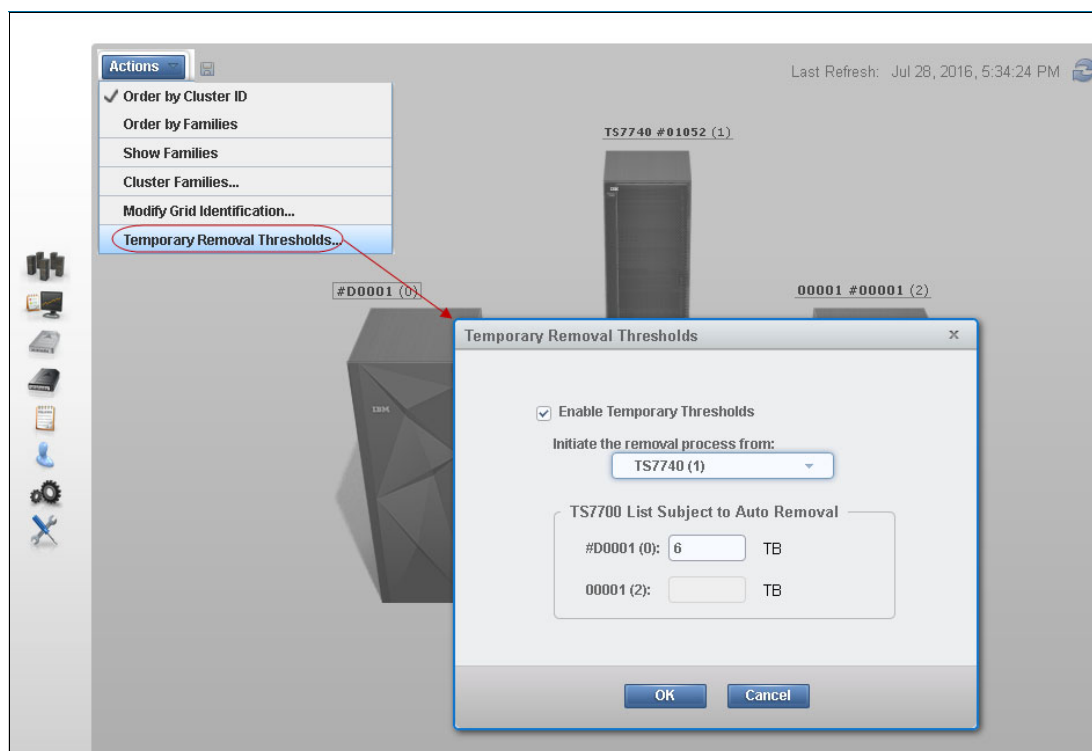 Actions
Last Refresh: Jul 28, 2016, 5:34:24 PM
Order by Cluster ID
Order by Families
Show Families
Cluster Families...
Modify Grid Identification...
Temporary Removal Thresholds...
TS7740 #01052 (1)
#D0001 (0)
00001 #00001 (2)
IBM
Temporary Removal Thresholds
x
Enable Temporary Thresholds
Initiate the removal process from:
TS7740 (1)
TS7700 List Subject to Auto Removal
#D0001 (0): 6 TB
00001 (2): TB
OK Cancel